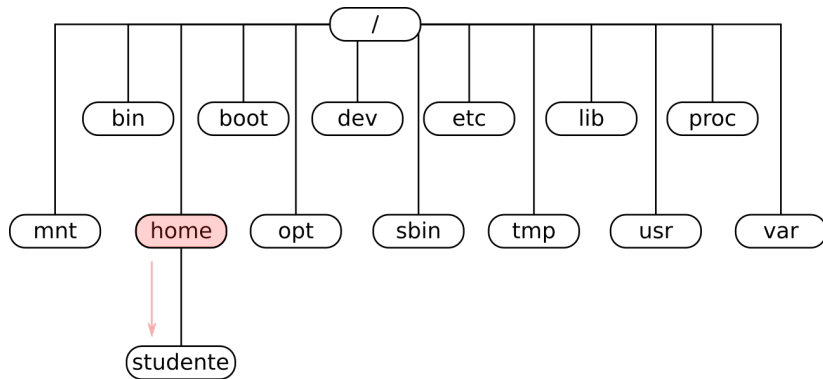 /
bin boot dev etc lib proc
mnt home opt sbin tmp usr var
studente